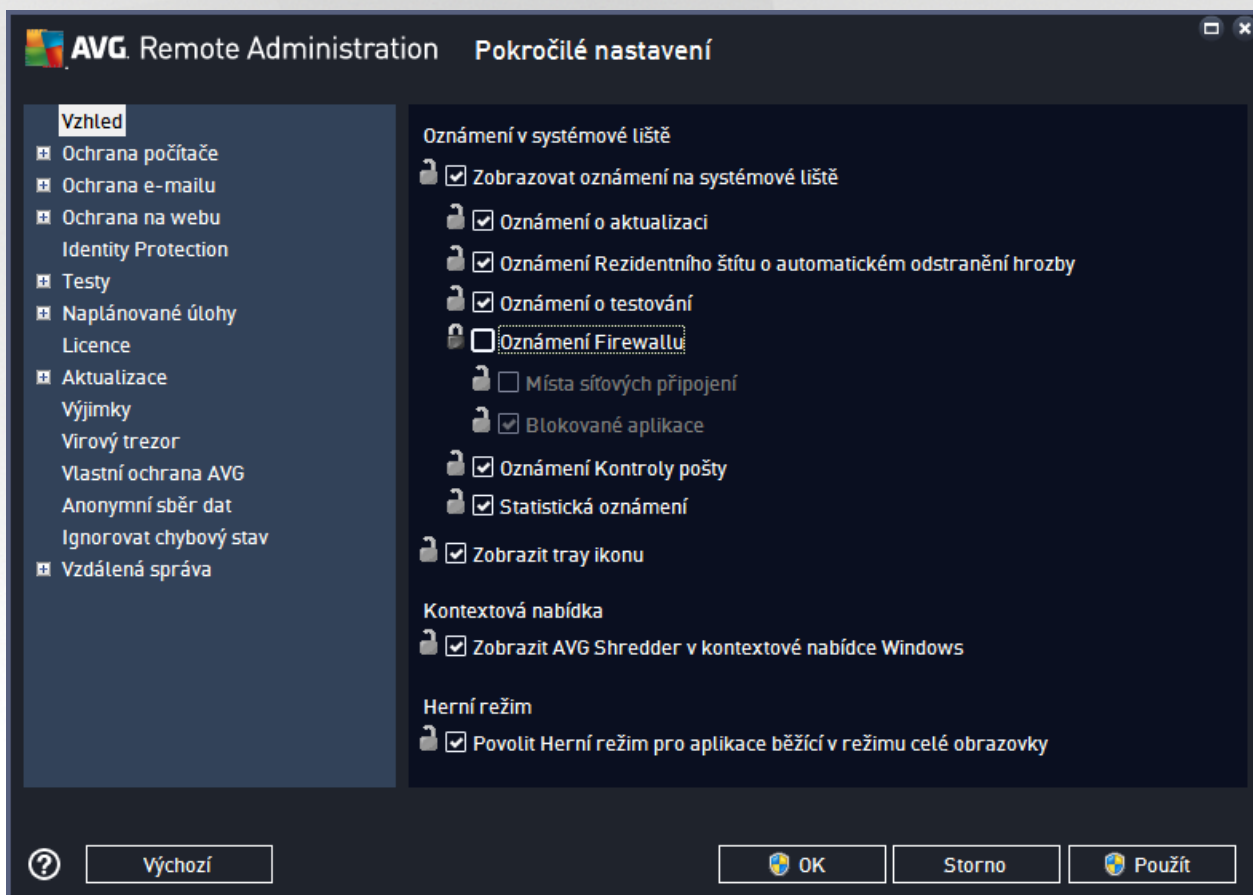 AVG. Remote Administration Pokročilé nastavení
Vzhled
Ochrana počítače
Ochrana e-mailu
Ochrana na webu
Identity Protection
Testy
Naplánované úlohy
Licence
Aktualizace
Výjimky
Virový trezor
Vlastní ochrana AVG
Anonymní sběr dat
Ignorovat chybový stav
Vzdálená správa
Oznámení v systémové liště
Zobrazovat oznámení na systémové liště
Oznámení o aktualizaci
Oznámení Rezidentního štítu o automatickém odstranění hrozby
Oznámení o testování
Oznámení Firewallu
Místa síťových připojení
Blokované aplikace
Oznámení Kontroly pošty
Statistická oznámení
Zobrazit tray ikonu
Kontextová nabídka
Zobrazit AVG Shredder v kontextové nabídce Windows
Herní režim
Povolit Herní režim pro aplikace běžící v režimu celé obrazovky
? Výchozí OK Storno Použít